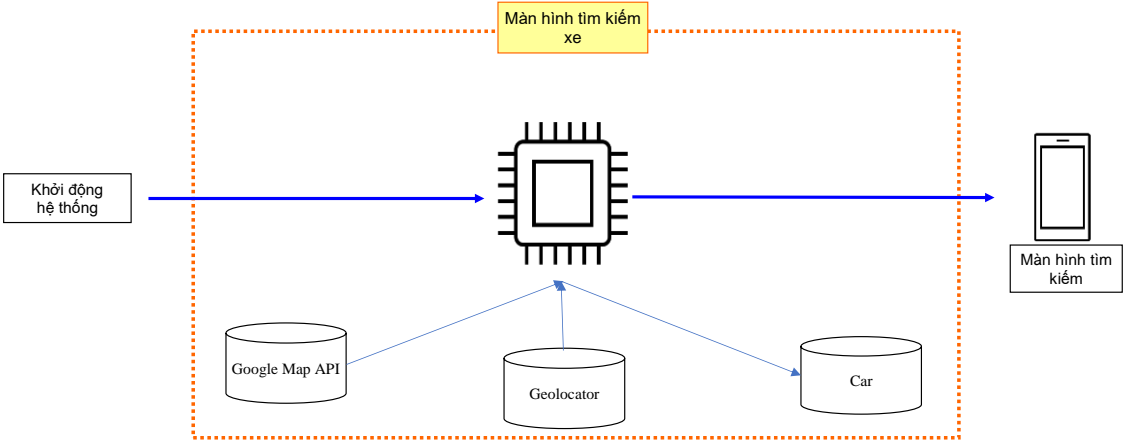 Màn hình tìm kiếm
xe
Khởi động
hệ thống
Màn hình tìm
kiếm
Google Map API
Geolocator
Car